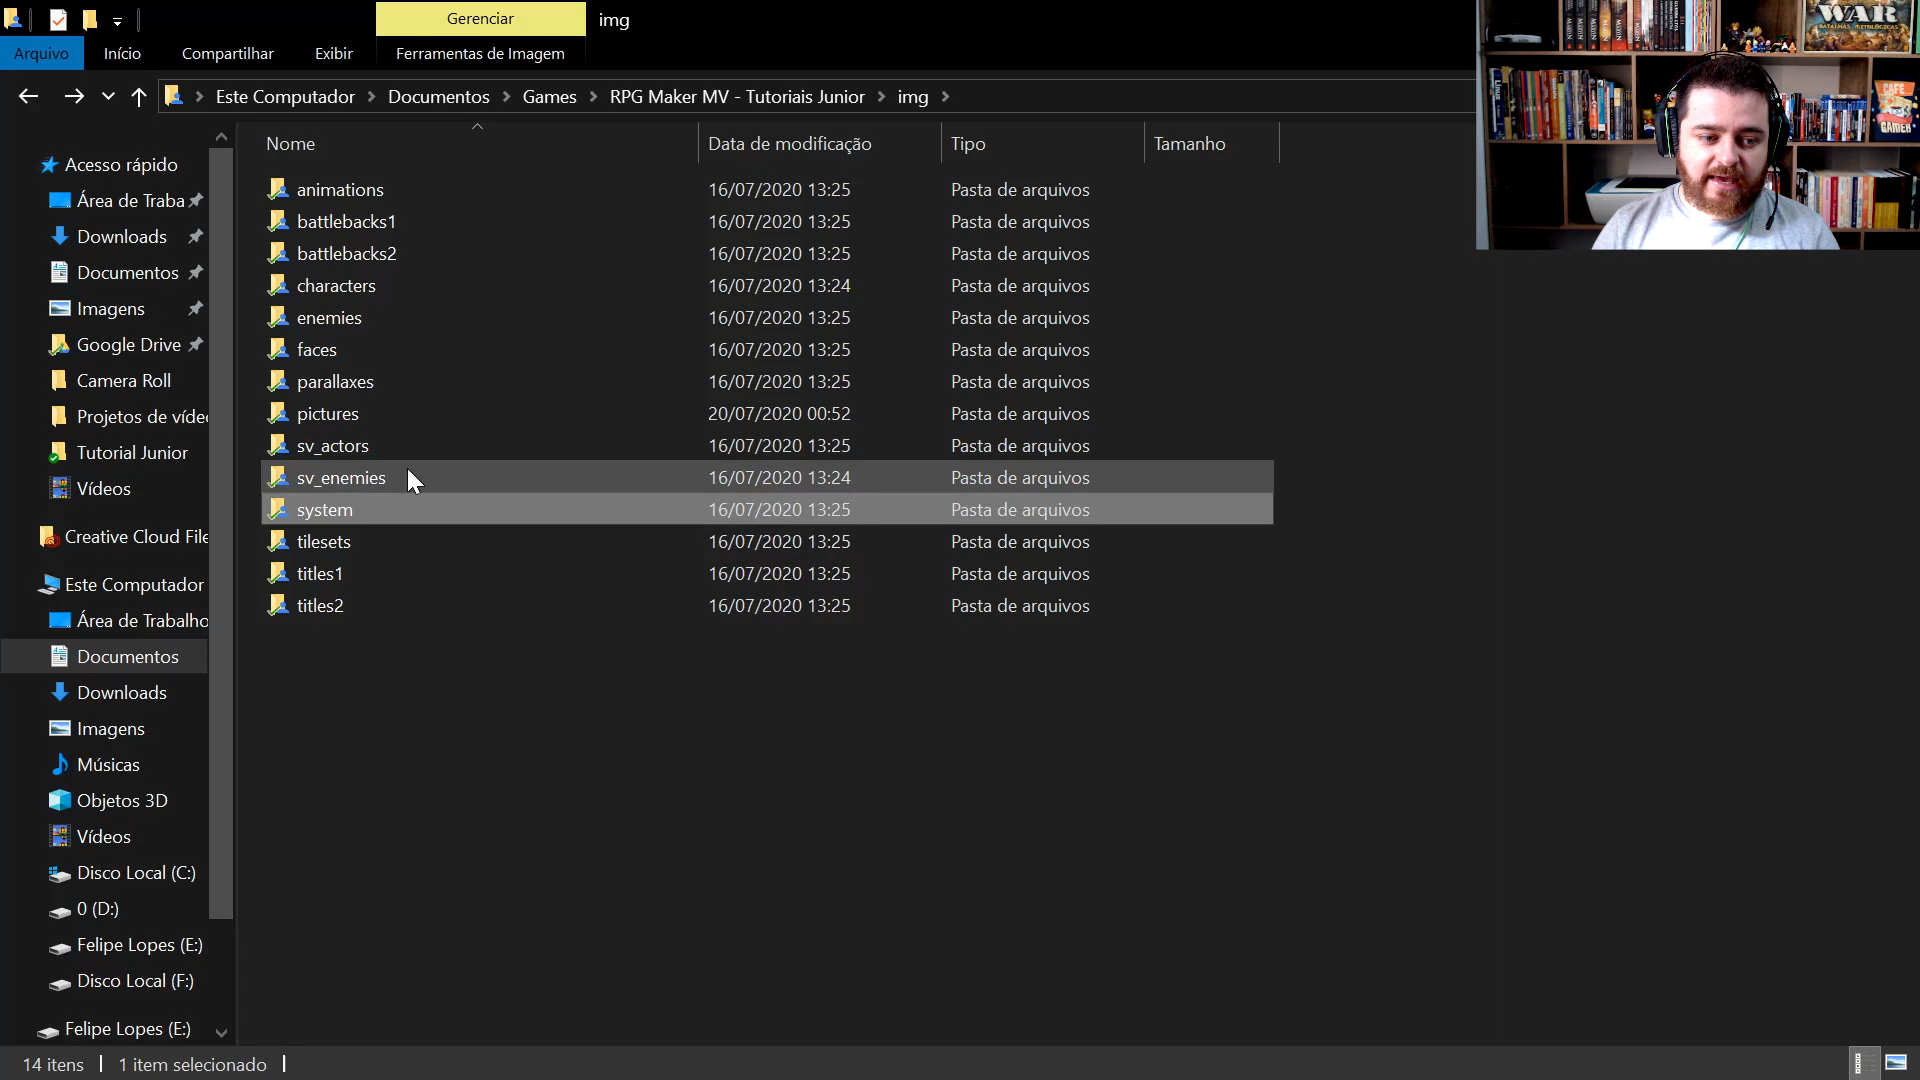 Gerenciar
img
Arquivo
Início
Compartilhar
Exibir
Ferramentas de Imagem
Este Computador
Documentos
Games
RPG Maker MV - Tutoriais Junior
img
Nome
Data de modificação
Tipo
Tamanho
Acesso rápido
Área de Traba
Downloads
Documentos
Imagens
Google Drive
Camera Roll
Projetos de víde
Tutorial Junior
Vídeos
Creative Cloud File
Este Computador
Área de Trabalho
Documentos
Downloads
Imagens
Músicas
Objetos 3D
Vídeos
Disco Local (C:)
0 (D:)
Felipe Lopes (E:)
Disco Local (F:)
Felipe Lopes (E:)
animations 16/07/2020 13:25 Pasta de arquivos
battlebacks1 16/07/2020 13:25 Pasta de arquivos
battlebacks2 16/07/2020 13:25 Pasta de arquivos
characters 16/07/2020 13:24 Pasta de arquivos
enemies 16/07/2020 13:25 Pasta de arquivos
faces 16/07/2020 13:25 Pasta de arquivos
parallaxes 16/07/2020 13:25 Pasta de arquivos
pictures 20/07/2020 00:52 Pasta de arquivos
sv_actors 16/07/2020 13:25 Pasta de arquivos
sv_enemies 16/07/2020 13:24 Pasta de arquivos
system 16/07/2020 13:25 Pasta de arquivos
tilesets 16/07/2020 13:25 Pasta de arquivos
titles1 16/07/2020 13:25 Pasta de arquivos
titles2 16/07/2020 13:25 Pasta de arquivos
14 itens
1 item selecionado
WAR
BATALHAS MITOLÓGICAS
CAFÉ
GAMER